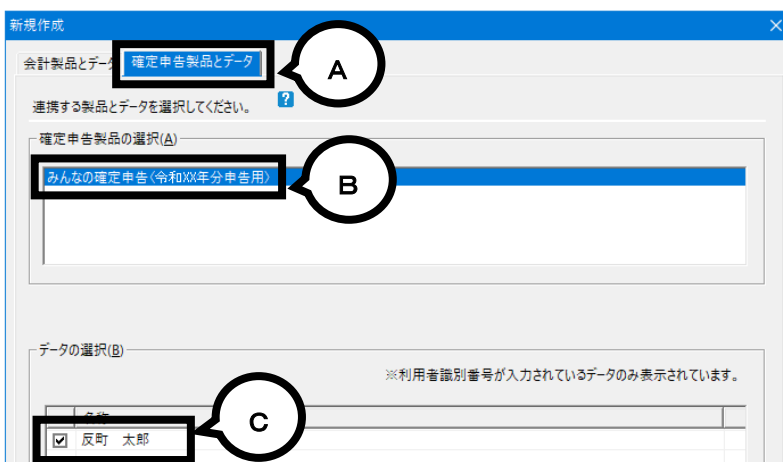 新規作成
会計製品とデータ 確定申告製品とデータ
A
連携する製品とデータを選択してください。 ?
確定申告製品の選択(A)
みんなの確定申告〈令和XX年分申告用〉
B
データの選択(B)
※利用者識別番号が入力されているデータのみ表示されています。
名称
C
反町 太郎